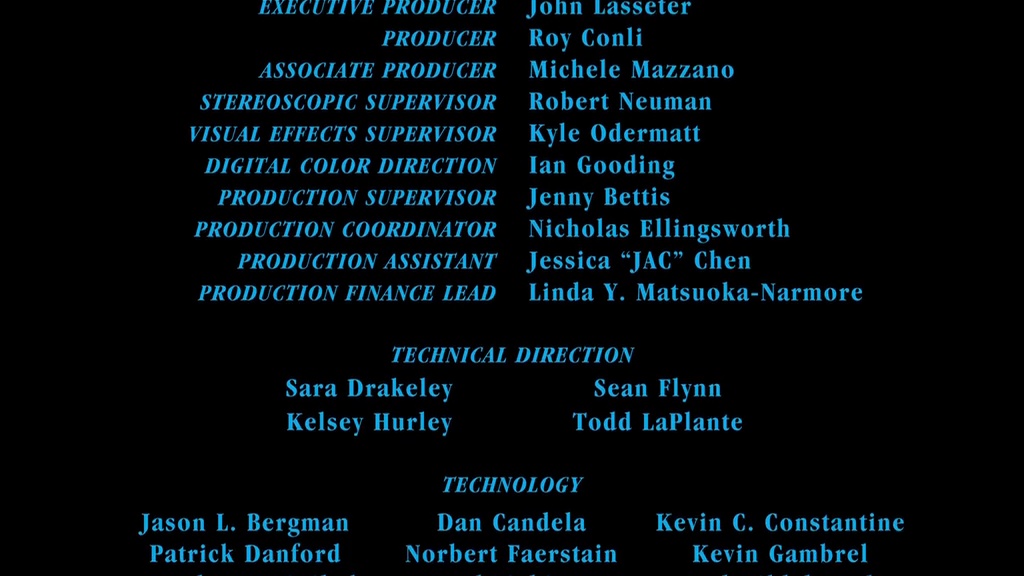 EXECUTIVE PRODUCER John Lasseter
PRODUCER Roy Conli
ASSOCIATE PRODUCER Michele Mazzano
STEREOSCOPIC SUPERVISOR Robert Neuman
VISUAL EFFECTS SUPERVISOR Kyle Odermatt
DIGITAL COLOR DIRECTION Ian Gooding
PRODUCTION SUPERVISOR Jenny Bettis
PRODUCTION COORDINATOR Nicholas Ellingsworth
PRODUCTION ASSISTANT Jessica “JAC” Chen
PRODUCTION FINANCE LEAD Linda Y. Matsuoka-Narmore
TECHNICAL DIRECTION
Sara Drakeley Sean Flynn
Kelsey Hurley Todd LaPlante
TECHNOLOGY
Jason L. Bergman Dan Candela Kevin C. Constantine
Patrick Danford Norbert Faerstain Kevin Gambrel